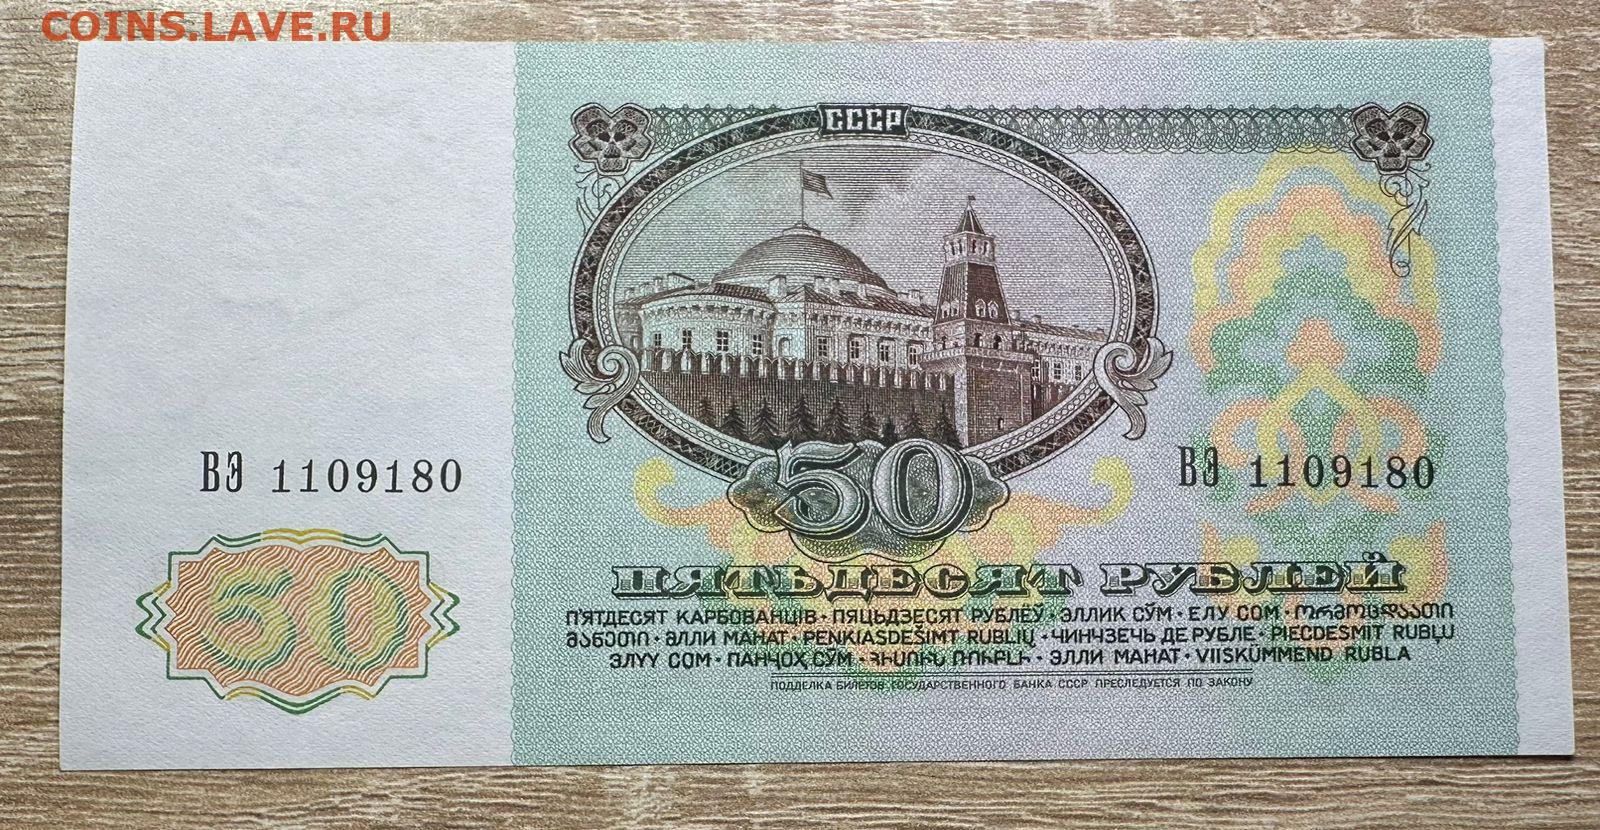 COINS.LAVE.RU
СССР
ВЭ 1109180
ВЭ 1109180
50
50
ПЯТЬДЕСЯТ РУБЛЕЙ
П'ЯТДЕСЯТ КАРБОВАНЦІВ · ПЯЦЬДЗЕСЯТ РУБЛЁЎ · ЭЛЛИК СЎМ · ЕЛУ СОМ · ორმოცდაათი
მანეთი · ӘЛЛИ МАНАТ · PENKIASDEŠIMT RUBLIŲ · ЧИНЧЗЕЧЬ ДЕ РУБЛЕ · PIECDESMIT RUBĻU
ЭЛҮҮ СОМ · ПАНҶОҲ СӮМ · ՀԻՍՈՒՆ ՌՈՒԲԼԻ · ЭЛЛИ МАНАТ · VIISKÜMMEND RUBLA
ПОДДЕЛКА БИЛЕТОВ ГОСУДАРСТВЕННОГО БАНКА СССР ПРЕСЛЕДУЕТСЯ ПО ЗАКОНУ